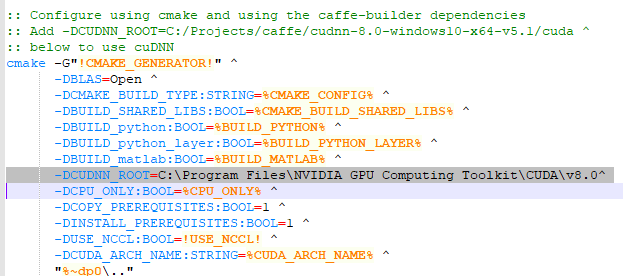 :: Configure using cmake and using the caffe-builder dependencies
:: Add -DCUDNN_ROOT=C:/Projects/caffe/cudnn-8.0-windows10-x64-v5.1/cuda ^
:: below to use cuDNN
cmake -G"!CMAKE_GENERATOR!" ^
-DBLAS=Open ^
-DCMAKE_BUILD_TYPE:STRING=%CMAKE_CONFIG% ^
-DBUILD_SHARED_LIBS:BOOL=%CMAKE_BUILD_SHARED_LIBS% ^
-DBUILD_python:BOOL=%BUILD_PYTHON% ^
-DBUILD_python_layer:BOOL=%BUILD_PYTHON_LAYER% ^
-DBUILD_matlab:BOOL=%BUILD_MATLAB% ^
-DCUDNN_ROOT=C:\Program Files\NVIDIA GPU Computing Toolkit\CUDA\v8.0^
-DCPU_ONLY:BOOL=%CPU_ONLY% ^
-DCOPY_PREREQUISITES:BOOL=1 ^
-DINSTALL_PREREQUISITES:BOOL=1 ^
-DUSE_NCCL:BOOL=!USE_NCCL! ^
-DCUDA_ARCH_NAME:STRING=%CUDA_ARCH_NAME% ^
"%~dp0\.."